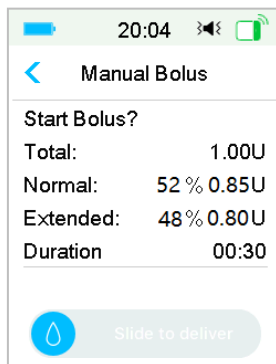 20:04
Manual Bolus
Start Bolus?
Total: 1.00U
Normal: 52% 0.85U
Extended: 48% 0.80U
Duration 00:30
Slide to deliver